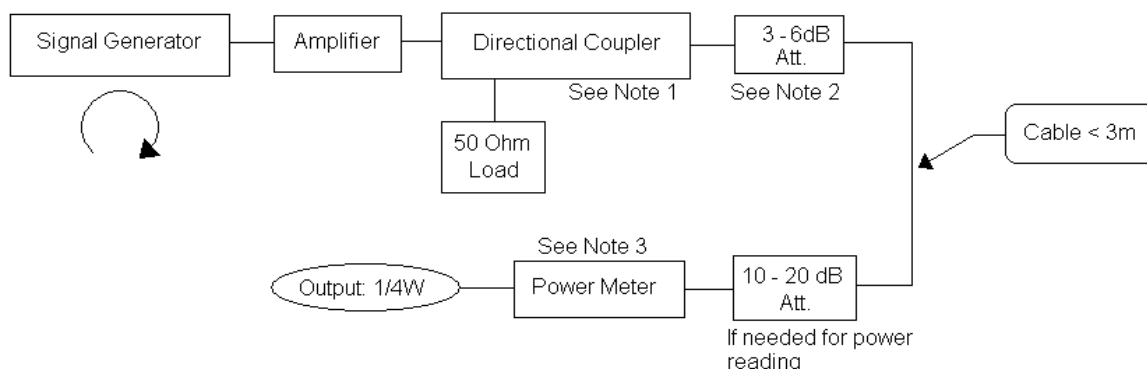 Signal Generator
Amplifier
Directional Coupler
3 - 6dB
Att.
See Note 1
See Note 2
50 Ohm
Load
Cable < 3m
See Note 3
Output: 1/4W
Power Meter
10 - 20 dB
Att.
If needed for power
reading